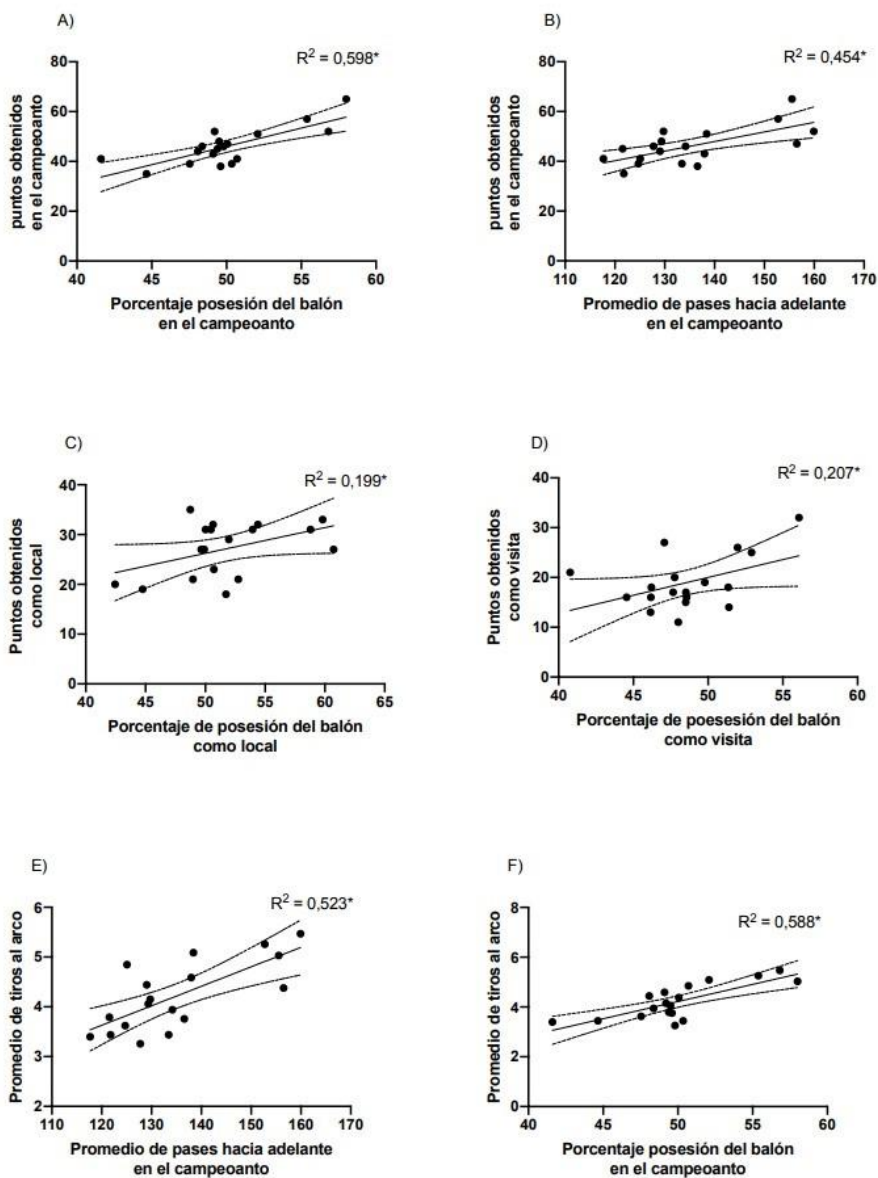 A)
R² = 0,598*
puntos obtenidos
en el campeoanto
80
60
40
20
0
40 45 50 55 60
Porcentaje posesión del balón
en el campeoanto
B)
R² = 0,454*
puntos obtenidos
en el campeoanto
80
60
40
20
0
110 120 130 140 150 160 170
Promedio de pases hacia adelante
en el campeoanto
C)
R² = 0,199*
Puntos obtenidos
como local
40
30
20
10
0
40 45 50 55 60 65
Porcentaje de posesión del balón
como local
D)
R² = 0,207*
Puntos obtenidos
como visita
40
30
20
10
0
40 45 50 55 60
Porcentaje de poesesión del balón
como visita
E)
R² = 0,523*
Promedio de tiros al arco
6
5
4
3
2
110 120 130 140 150 160 170
Promedio de pases hacia adelante
en el campeoanto
F)
R² = 0,588*
Promedio de tiros al arco
8
6
4
2
0
40 45 50 55 60
Porcentaje posesión del balón
en el campeoanto